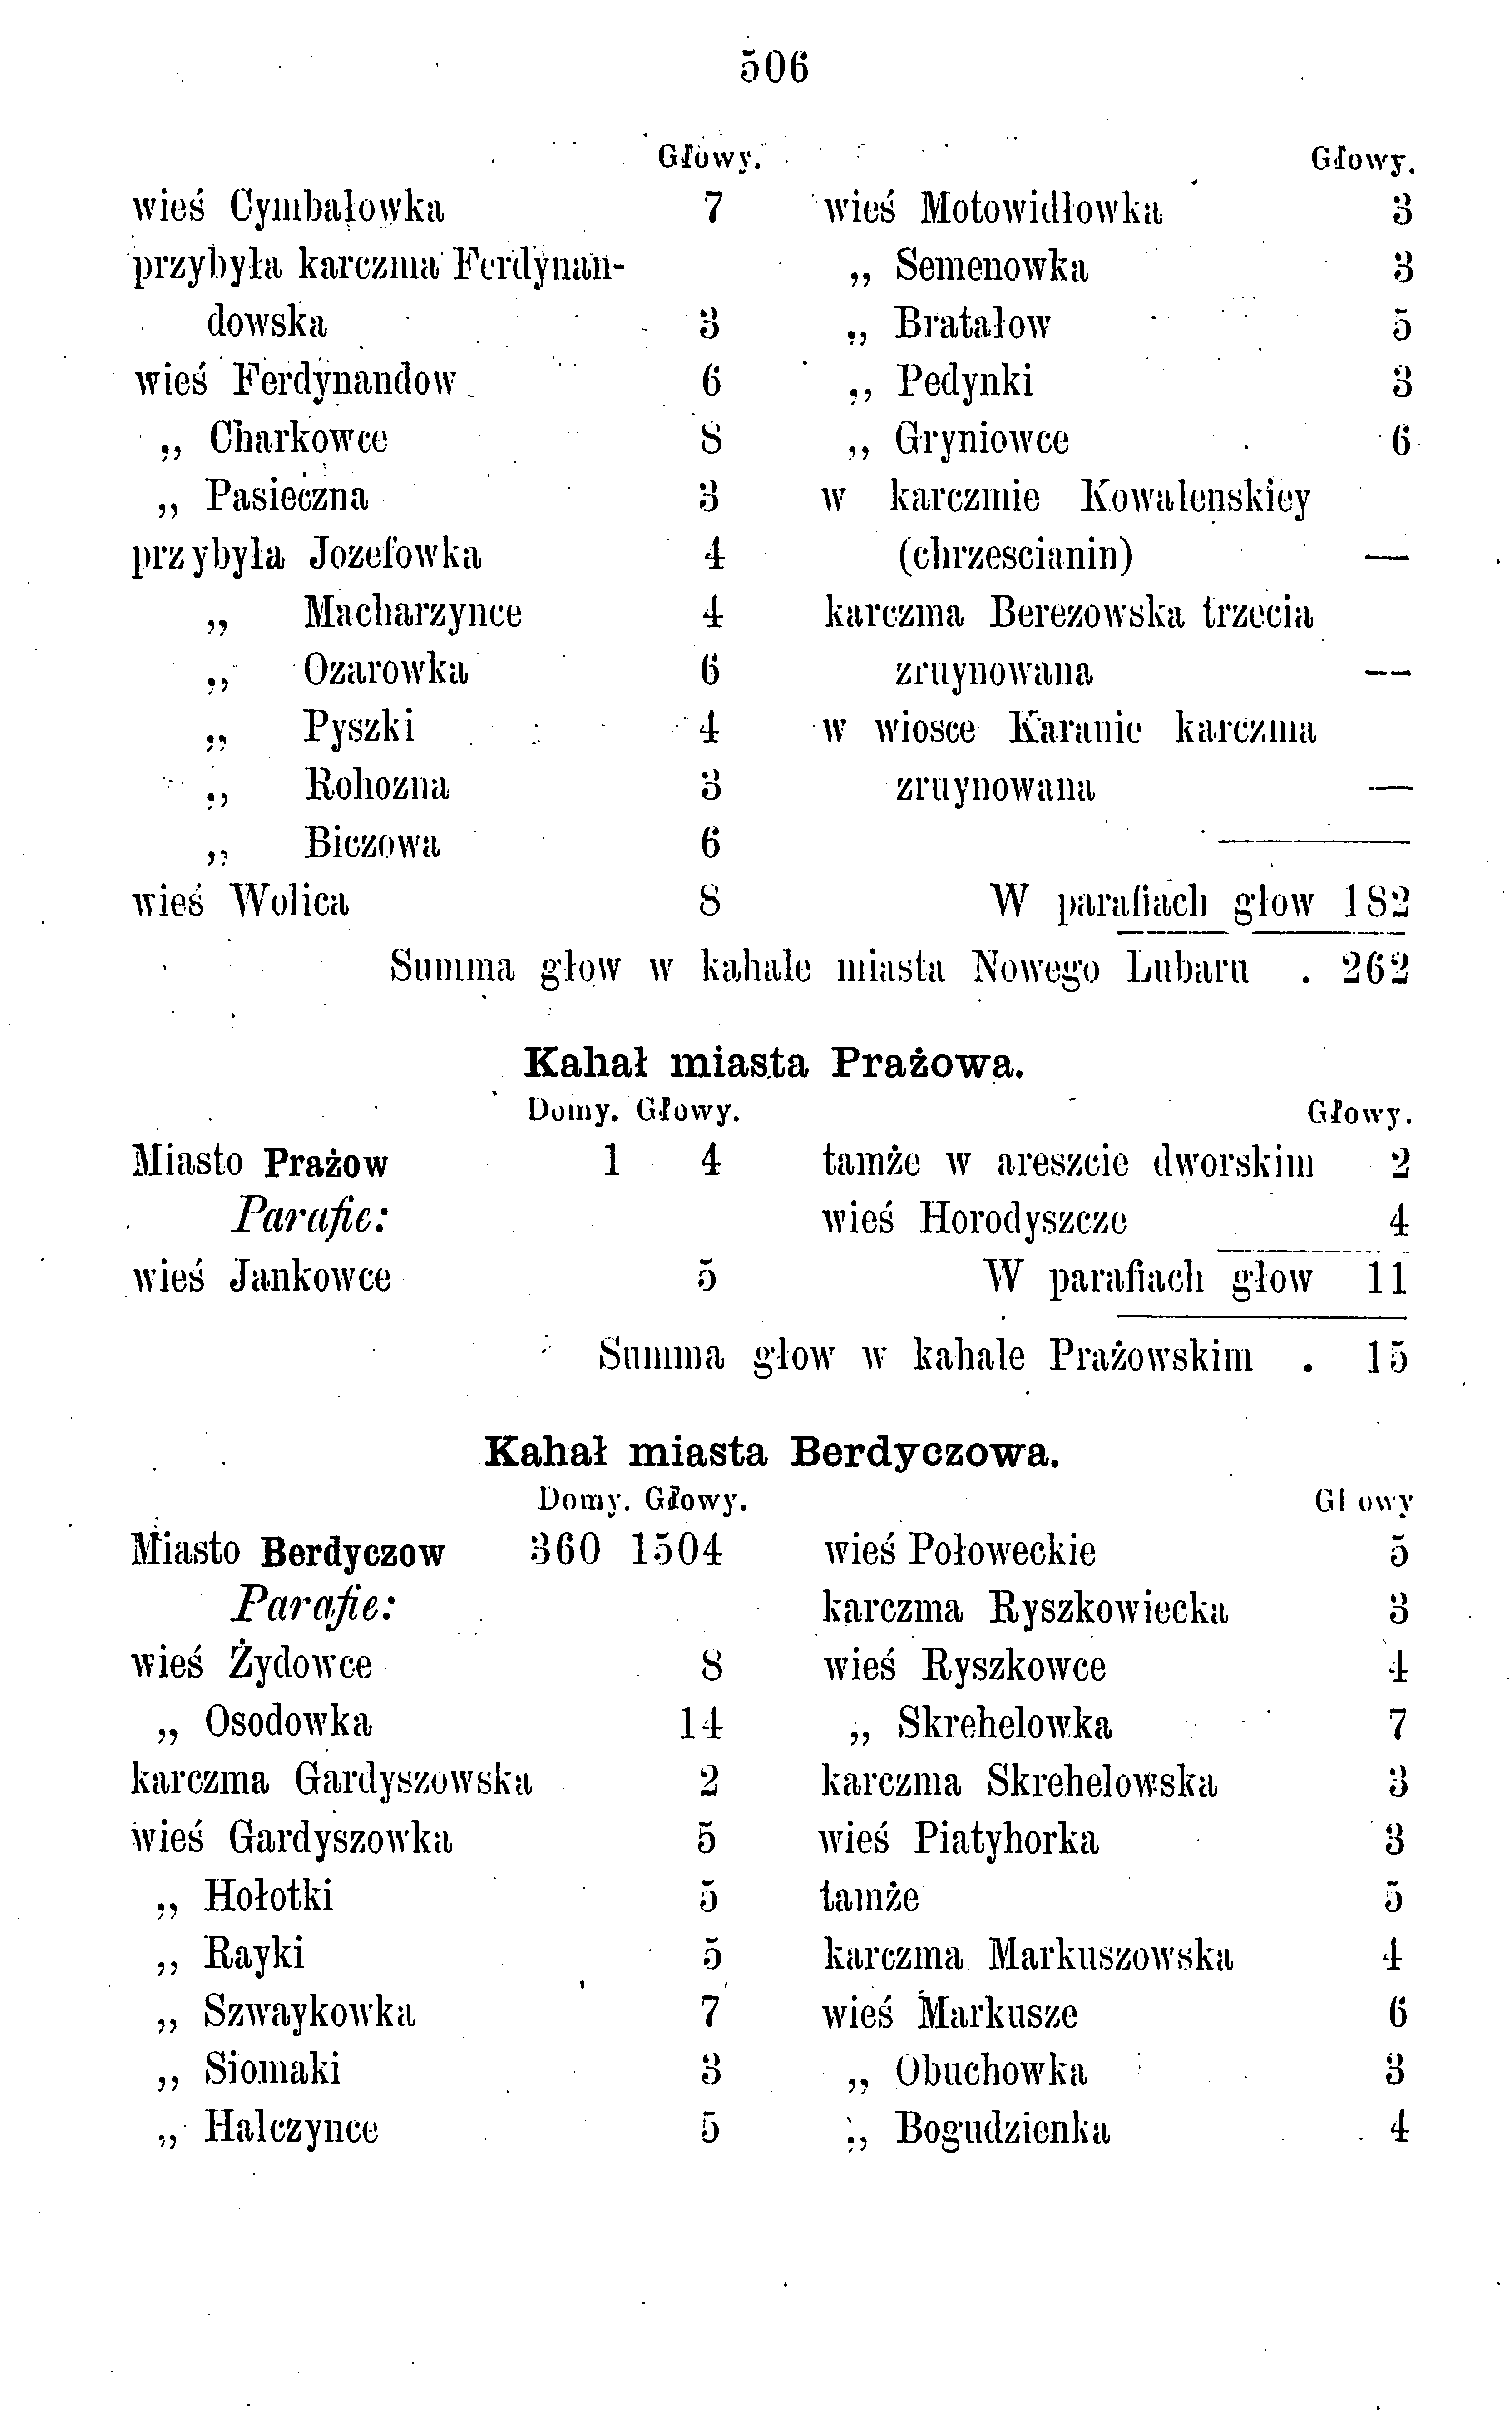 506
Głowy.
wieś Cymbałowka 7
przybyła karczma Ferdynan-
dowska 3
wieś Ferdynandow 6
„ Charkowce 8
„ Pasieczna 3
przybyła Jozefowka 4
„ Macharzynce 4
„ Ozarowka 6
„ Pyszki 4
„ Rohozna 3
„ Biczowa 6
wieś Wolica 8
Głowy.
wieś Motowidłowka 3
„ Semenowka 3
„ Bratałow 5
„ Pedynki 3
„ Gryniowce 6
w karczmie Kowalenskiey
(chrzescianin) —
karczma Berezowska trzecia
zruynowana —
w wiosce Karanie karczma
zruynowana —
W parafiach głow 182
Summa głow w kahale miasta Nowego Lubaru . 262
Kahał miasta Prażowa.
Domy. Głowy.
Miasto Prażow 1 4
Parafie:
wieś Jankowce 5
Głowy.
tamże w areszcie dworskim 2
wieś Horodyszcze 4
W parafiach głow 11
Summa głow w kahale Prażowskim . 15
Kahał miasta Berdyczowa.
Domy. Głowy.
Miasto Berdyczow 360 1504
Parafie:
wieś Żydowce 8
„ Osodowka 14
karczma Gardyszowska 2
wieś Gardyszowka 5
„ Hołotki 5
„ Rayki 5
„ Szwaykowka 7
„ Siomaki 3
„ Halczynce 5
Głowy
wieś Połoweckie 5
karczma Ryszkowiecka 3
wieś Ryszkowce 4
„ Skrehelowka 7
karczma Skrehelowska 3
wieś Piatyhorka 3
tamże 5
karczma Markuszowska 4
wieś Markusze 6
„ Obuchowka 3
„ Bogudzienka 4